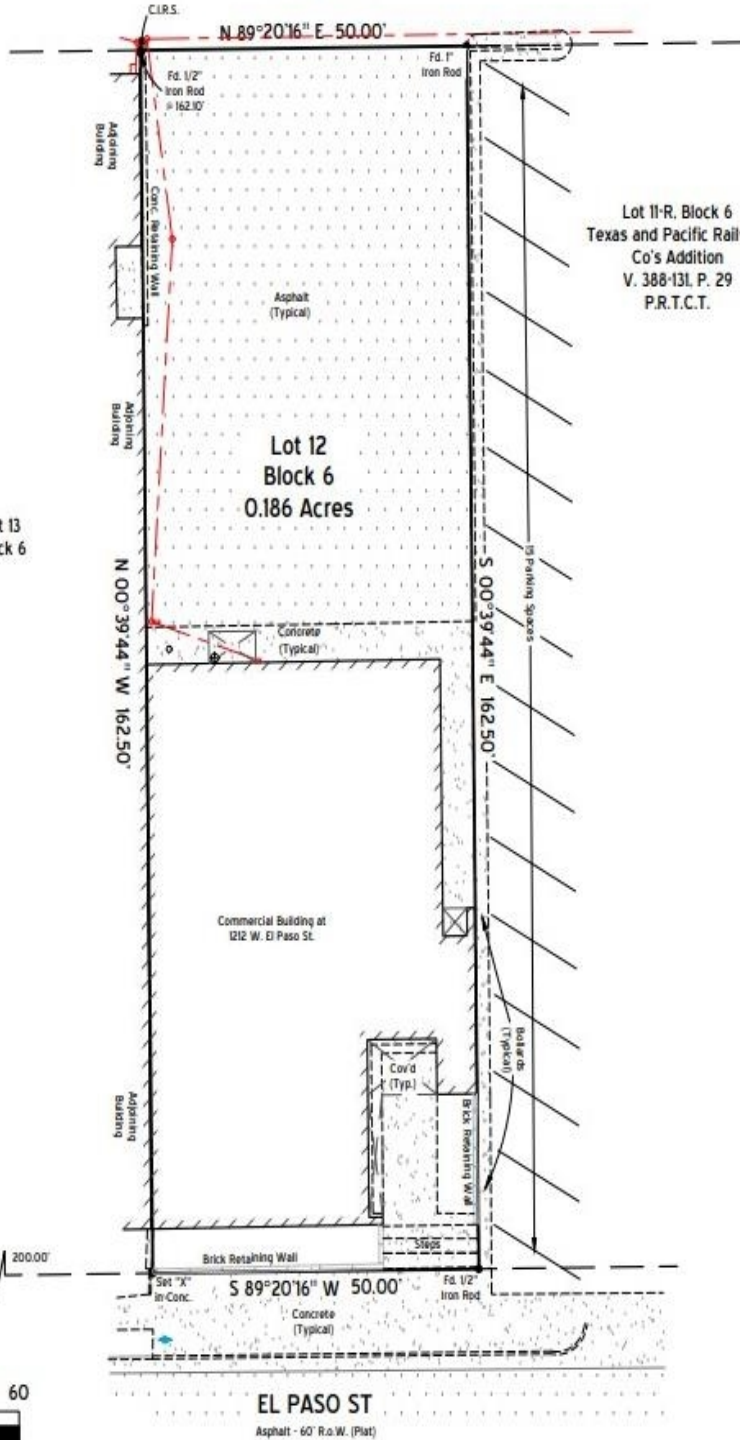 C.I.R.S.
N 89°20'16" E 50.00'
Fd. 1/2"
Iron Rod
@ 162.10'
Fd. 1"
Iron Rod
Adjoining
Building
Conc. Retaining Wall
Lot 11-R, Block 6
Texas and Pacific Rail
Co's Addition
V. 388-131, P. 29
P.R.T.C.T.
Asphalt
(Typical)
Adjoining
Building
Lot 12
Block 6
0.186 Acres
t 13
ck 6
N 00°39'44" W 162.50'
S 00°39'44" E 162.50'
15 Parking Spaces
Concrete
(Typical)
Commercial Building at
1212 W. El Paso St.
Bollards
(Typical)
Cov'd
(Typ.)
Adjoining
Building
Brick Retaining Wall
Steps
200.00'
Brick Retaining Wall
Set "X"
in Conc.
S 89°20'16" W 50.00'
Fd. 1/2"
Iron Rod
Concrete
(Typical)
60
EL PASO ST
Asphalt - 60' R.o.W. (Plat)